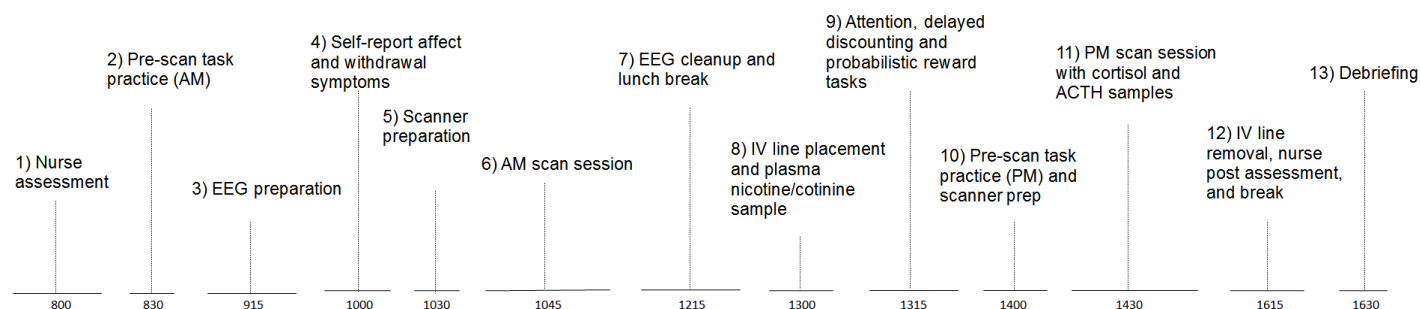 1) Nurse
assessment
2) Pre-scan task
practice (AM)
3) EEG preparation
4) Self-report affect
and withdrawal
symptoms
5) Scanner
preparation
6) AM scan session
7) EEG cleanup and
lunch break
8) IV line placement
and plasma
nicotine/cotinine
sample
9) Attention, delayed
discounting and
probabilistic reward
tasks
10) Pre-scan task
practice (PM) and
scanner prep
11) PM scan session
with cortisol and
ACTH samples
12) IV line
removal, nurse
post assessment,
and break
13) Debriefing
800
830
915
1000
1030
1045
1215
1300
1315
1400
1430
1615
1630